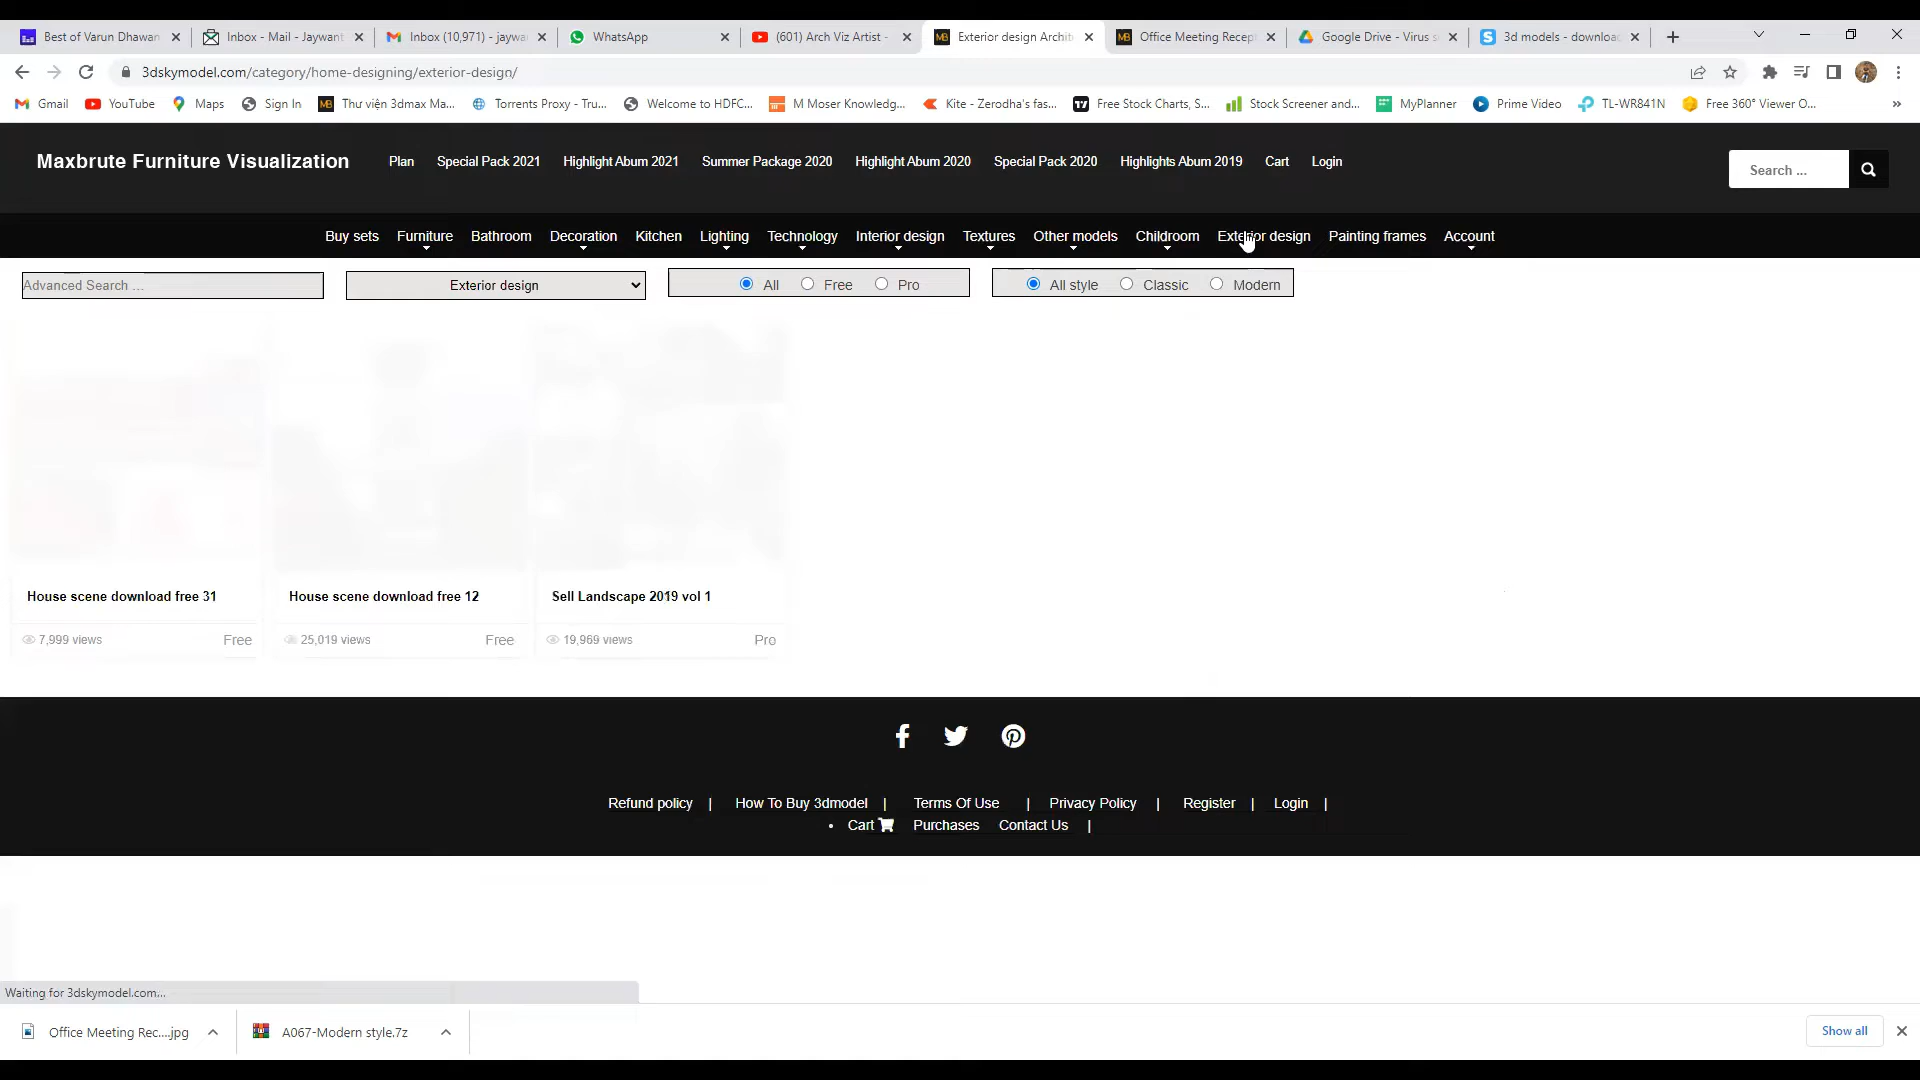 Best of Varun Dhawan
Inbox - Mail - Jaywant
Inbox (10,971) - jaywa
WhatsApp
(601) Arch Viz Artist -
Exterior design Archit
Office Meeting Recep
Google Drive - Virus s
3d models - downloa
3dskymodel.com/category/home-designing/exterior-design/
Gmail
YouTube
Maps
Sign In
Thư viện 3dmax Ma...
Torrents Proxy - Tru...
Welcome to HDFC...
M Moser Knowledg...
Kite - Zerodha's fas...
Free Stock Charts, S...
Stock Screener and...
MyPlanner
Prime Video
TL-WR841N
Free 360° Viewer O...
»
Maxbrute Furniture Visualization
Plan
Special Pack 2021
Highlight Abum 2021
Summer Package 2020
Highlight Abum 2020
Special Pack 2020
Highlights Abum 2019
Cart
Login
Search ...
Buy sets
Furniture
Bathroom
Decoration
Kitchen
Lighting
Technology
Interior design
Textures
Other models
Childroom
Exterior design
Painting frames
Account
Advanced Search ...
Exterior design
All
Free
Pro
All style
Classic
Modern
House scene download free 31
House scene download free 12
Sell Landscape 2019 vol 1
7,999 views
Free
25,019 views
Free
19,969 views
Pro
Refund policy |
How To Buy 3dmodel |
Terms Of Use |
Privacy Policy |
Register |
Login |
• Cart
Purchases
Contact Us |
Waiting for 3dskymodel.com...
Office Meeting Rec....jpg
A067-Modern style.7z
Show all